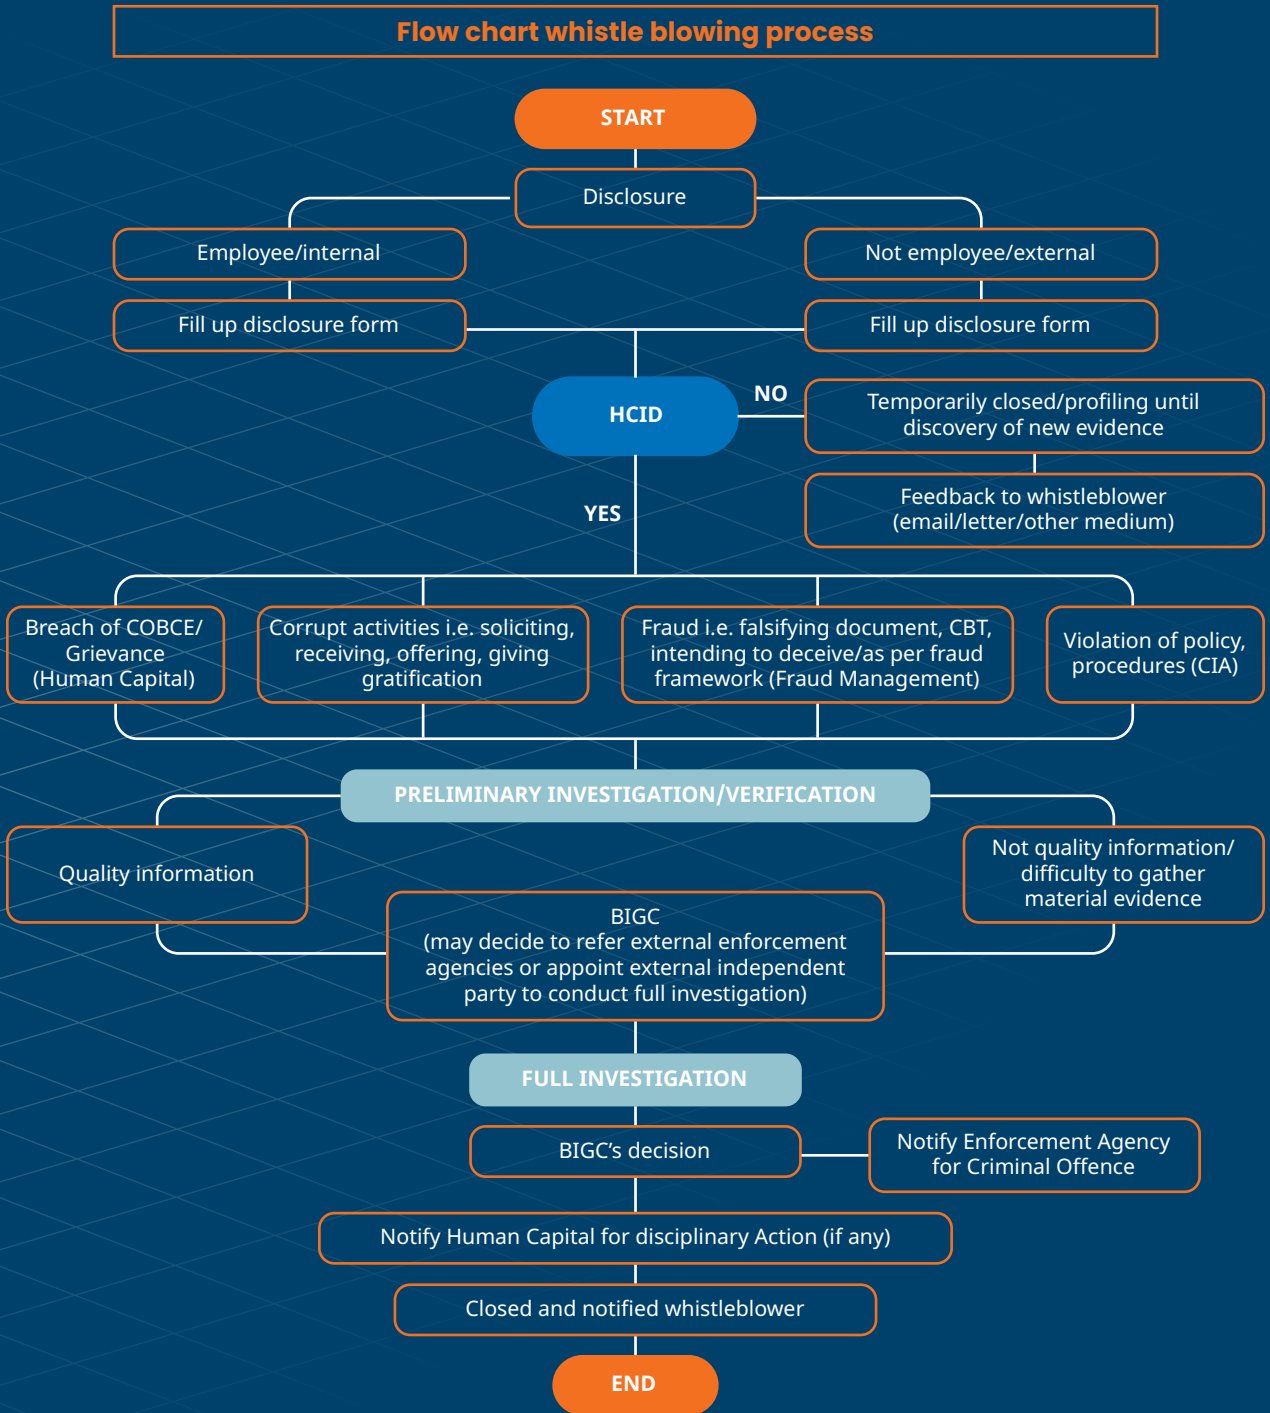 Flow chart whistle blowing process
START
Disclosure
Employee/internal
Not employee/external
Fill up disclosure form
Fill up disclosure form
HCID
NO
Temporarily closed/profiling until
discovery of new evidence
Feedback to whistleblower
(email/letter/other medium)
YES
Breach of COBCE/
Grievance
(Human Capital)
Corrupt activities i.e. soliciting,
receiving, offering, giving
gratification
Fraud i.e. falsifying document, CBT,
intending to deceive/as per fraud
framework (Fraud Management)
Violation of policy,
procedures (CIA)
PRELIMINARY INVESTIGATION/VERIFICATION
Quality information
Not quality information/
difficulty to gather
material evidence
BIGC
(may decide to refer external enforcement
agencies or appoint external independent
party to conduct full investigation)
FULL INVESTIGATION
BIGC’s decision
Notify Enforcement Agency
for Criminal Offence
Notify Human Capital for disciplinary Action (if any)
Closed and notified whistleblower
END